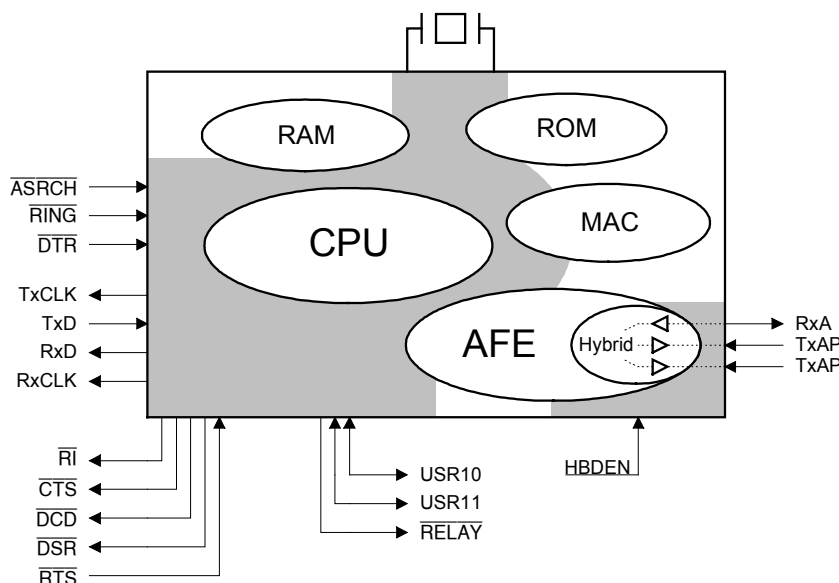 RAM
ROM
ASRCH
RING
DTR
MAC
CPU
TxCLK
TxD
RxD
RxCLK
AFE
Hybrid
RxA
TxAP
TxAP
RI
CTS
DCD
DSR
RTS
USR10
USR11
RELAY
HBDEN